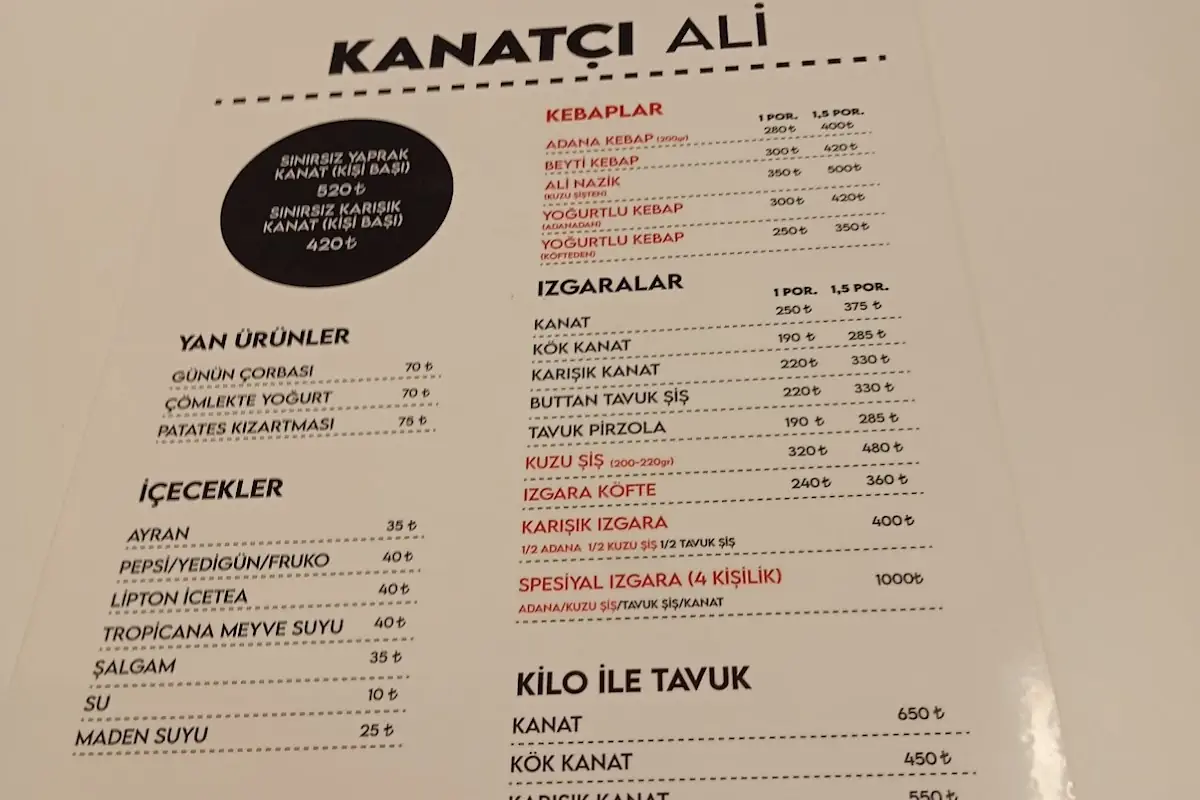 KANATÇI ALİ
SINIRSIZ YAPRAK
KANAT (KİŞİ BAŞI)
520₺
SINIRSIZ KARIŞIK
KANAT (KİŞİ BAŞI)
420₺
YAN ÜRÜNLER
GÜNÜN ÇORBASI 70 ₺
ÇÖMLEKTE YOĞURT 70 ₺
PATATES KIZARTMASI 75 ₺
İÇECEKLER
AYRAN 35 ₺
PEPSİ/YEDİGÜN/FRUKO 40₺
LİPTON İCETEA 40₺
TROPİCANA MEYVE SUYU 40₺
ŞALGAM 35 ₺
SU 10 ₺
MADEN SUYU 25 ₺
KEBAPLAR 1 POR. 1,5 POR.
ADANA KEBAP (200gr) 280₺ 400₺
BEYTİ KEBAP 300₺ 420₺
ALİ NAZİK 350₺ 500₺
(KUZU ŞİŞTEN)
YOĞURTLU KEBAP 300₺ 420₺
(ADANADAN)
YOĞURTLU KEBAP 250₺ 350₺
(KÖFTEDEN)
IZGARALAR 1 POR. 1,5 POR.
KANAT 250₺ 375 ₺
KÖK KANAT 190 ₺ 285₺
KARIŞIK KANAT 220₺ 330 ₺
BUTTAN TAVUK ŞİŞ 220₺ 330 ₺
TAVUK PİRZOLA 190 ₺ 285₺
KUZU ŞİŞ (200-220gr) 320₺ 480 ₺
IZGARA KÖFTE 240₺ 360 ₺
KARIŞIK IZGARA 400₺
1/2 ADANA 1/2 KUZU ŞİŞ 1/2 TAVUK ŞİŞ
SPESİYAL IZGARA (4 KİŞİLİK) 1000₺
ADANA/KUZU ŞİŞ/TAVUK ŞİŞ/KANAT
KİLO İLE TAVUK
KANAT 650 ₺
KÖK KANAT 450₺
KARIŞIK KANAT 550₺